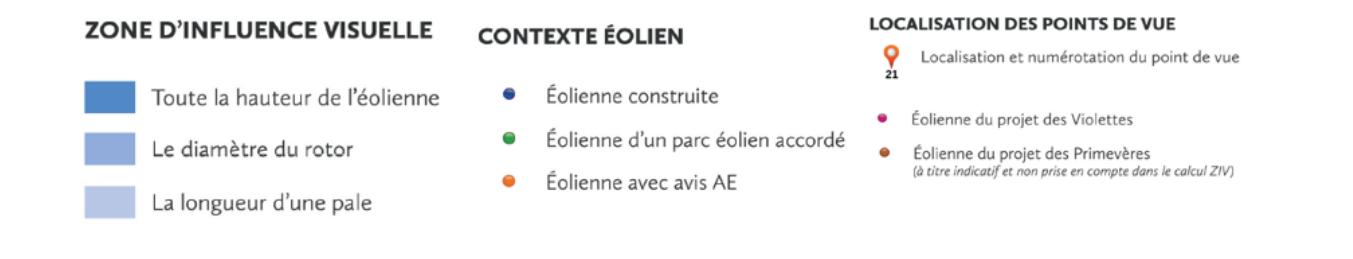 ZONE D'INFLUENCE VISUELLE
Toute la hauteur de l'éolienne
Le diamètre du rotor
La longueur d'une pale
CONTEXTE ÉOLIEN
Éolienne construite
Éolienne d'un parc éolien accordé
Éolienne avec avis AE
LOCALISATION DES POINTS DE VUE
Localisation et numérotation du point de vue
21
Éolienne du projet des Violettes
Éolienne du projet des Primevères
(à titre indicatif et non prise en compte dans le calcul ZIV)